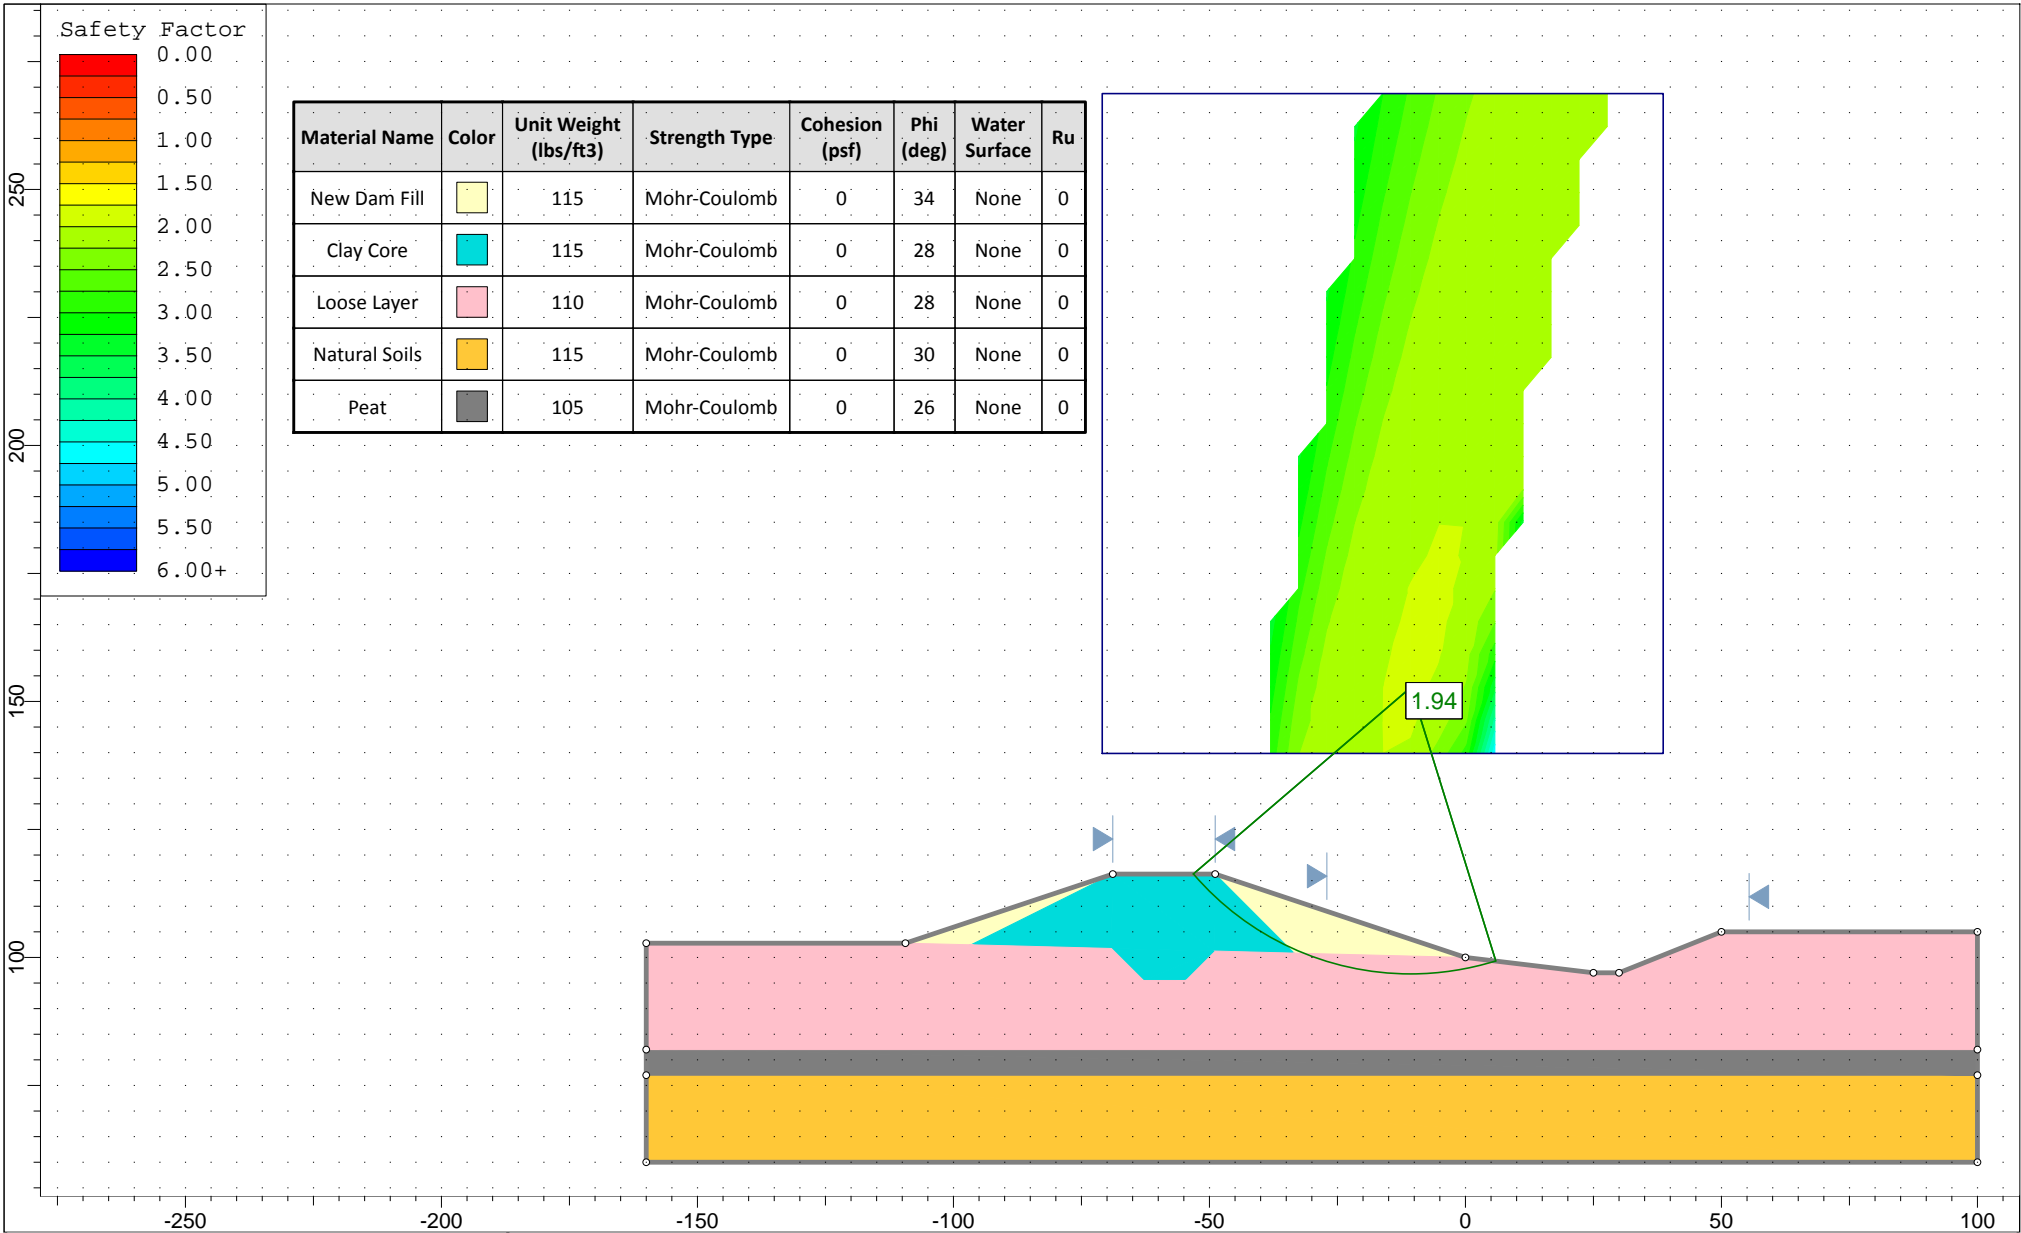 Safety Factor
0.00
0.50
1.00
1.50
2.00
2.50
3.00
3.50
4.00
4.50
5.00
5.50
6.00+
Material Name Color Unit Weight (lbs/ft3) Strength Type Cohesion (psf) Phi (deg) Water Surface Ru
New Dam Fill 115 Mohr-Coulomb 0 34 None 0
Clay Core 115 Mohr-Coulomb 0 28 None 0
Loose Layer 110 Mohr-Coulomb 0 28 None 0
Natural Soils 115 Mohr-Coulomb 0 30 None 0
Peat 105 Mohr-Coulomb 0 26 None 0
1.94
250
200
150
100
-250 -200 -150 -100 -50 0 50 100